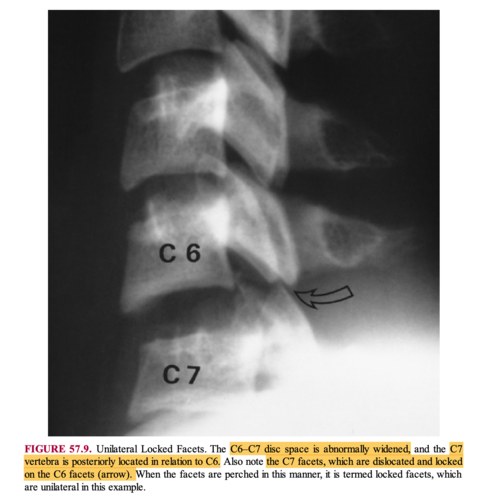 C 6
C 7
FIGURE 57.9. Unilateral Locked Facets. The C6–C7 disc space is abnormally widened, and the C7
vertebra is posteriorly located in relation to C6. Also note the C7 facets, which are dislocated and locked
on the C6 facets (arrow). When the facets are perched in this manner, it is termed locked facets, which
are unilateral in this example.